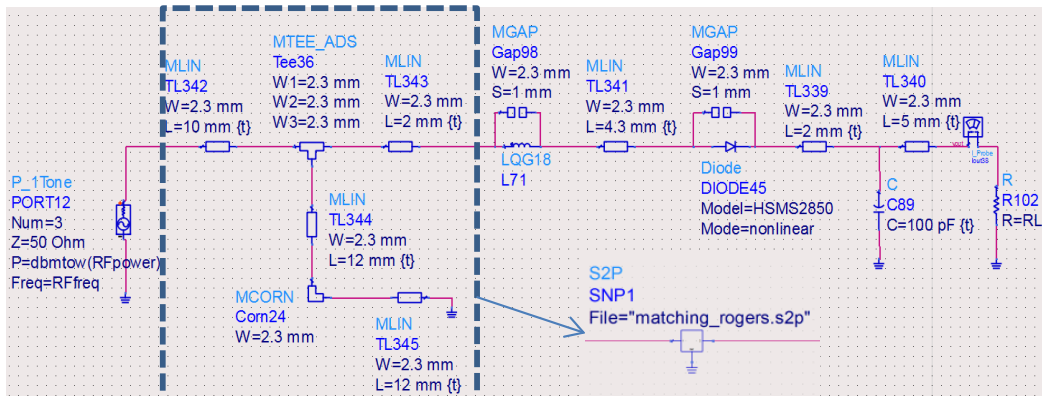 MLIN
TL342
W=2.3 mm
L=10 mm {t}
MTEE_ADS
Tee36
W1=2.3 mm
W2=2.3 mm
W3=2.3 mm
MLIN
TL343
W=2.3 mm
L=2 mm {t}
MGAP
Gap98
W=2.3 mm
S=1 mm
MLIN
TL341
W=2.3 mm
L=4.3 mm {t}
MGAP
Gap99
W=2.3 mm
S=1 mm
MLIN
TL339
W=2.3 mm
L=2 mm {t}
MLIN
TL340
W=2.3 mm
L=5 mm {t}
vout
I_Probe
Iout38
P_1Tone
PORT12
Num=3
Z=50 Ohm
P=dbmtow(RFpower)
Freq=RFfreq
MLIN
TL344
W=2.3 mm
L=12 mm {t}
MCORN
Corn24
W=2.3 mm
MLIN
TL345
W=2.3 mm
L=12 mm {t}
LQG18
L71
Diode
DIODE45
Model=HSMS2850
Mode=nonlinear
C
C89
C=100 pF {t}
R
R102
R=RL
S2P
SNP1
File="matching_rogers.s2p"